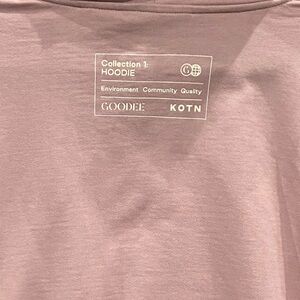 Collection 1:
HOODIE
Environment Community Quality
GOODEE KOTN